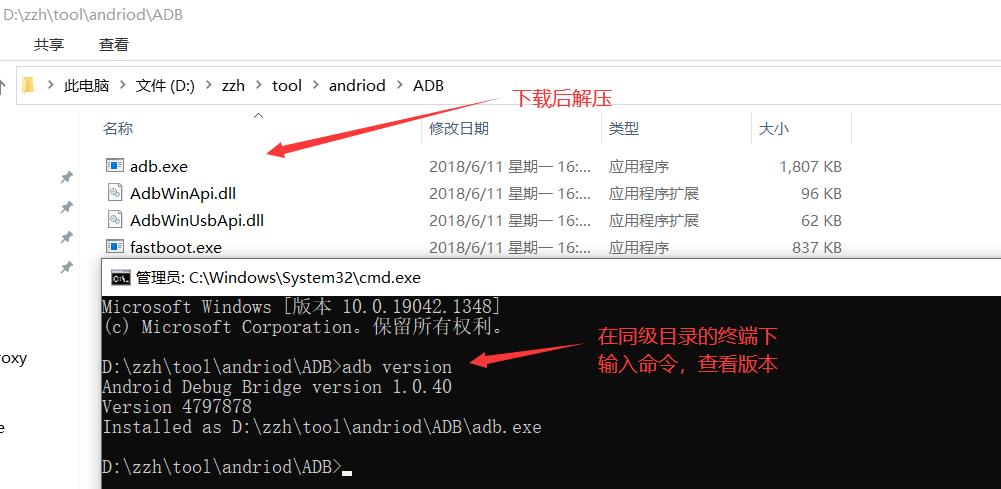 D:\zzh\tool\andriod\ADB
共享 查看
此电脑 文件 (D:) zzh tool andriod ADB
下载后解压
名称 修改日期 类型 大小
adb.exe 2018/6/11 星期一 16:... 应用程序 1,807 KB
AdbWinApi.dll 2018/6/11 星期一 16:... 应用程序扩展 96 KB
AdbWinUsbApi.dll 2018/6/11 星期一 16:... 应用程序扩展 62 KB
fastboot.exe 2018/6/11 星期一 16:... 应用程序 837 KB
管理员: C:\Windows\System32\cmd.exe
Microsoft Windows [版本 10.0.19042.1348]
(c) Microsoft Corporation。保留所有权利。
在同级目录的终端下
输入命令，查看版本
oxy
D:\zzh\tool\andriod\ADB>adb version
Android Debug Bridge version 1.0.40
Version 4797878
e
Installed as D:\zzh\tool\andriod\ADB\adb.exe
D:\zzh\tool\andriod\ADB>